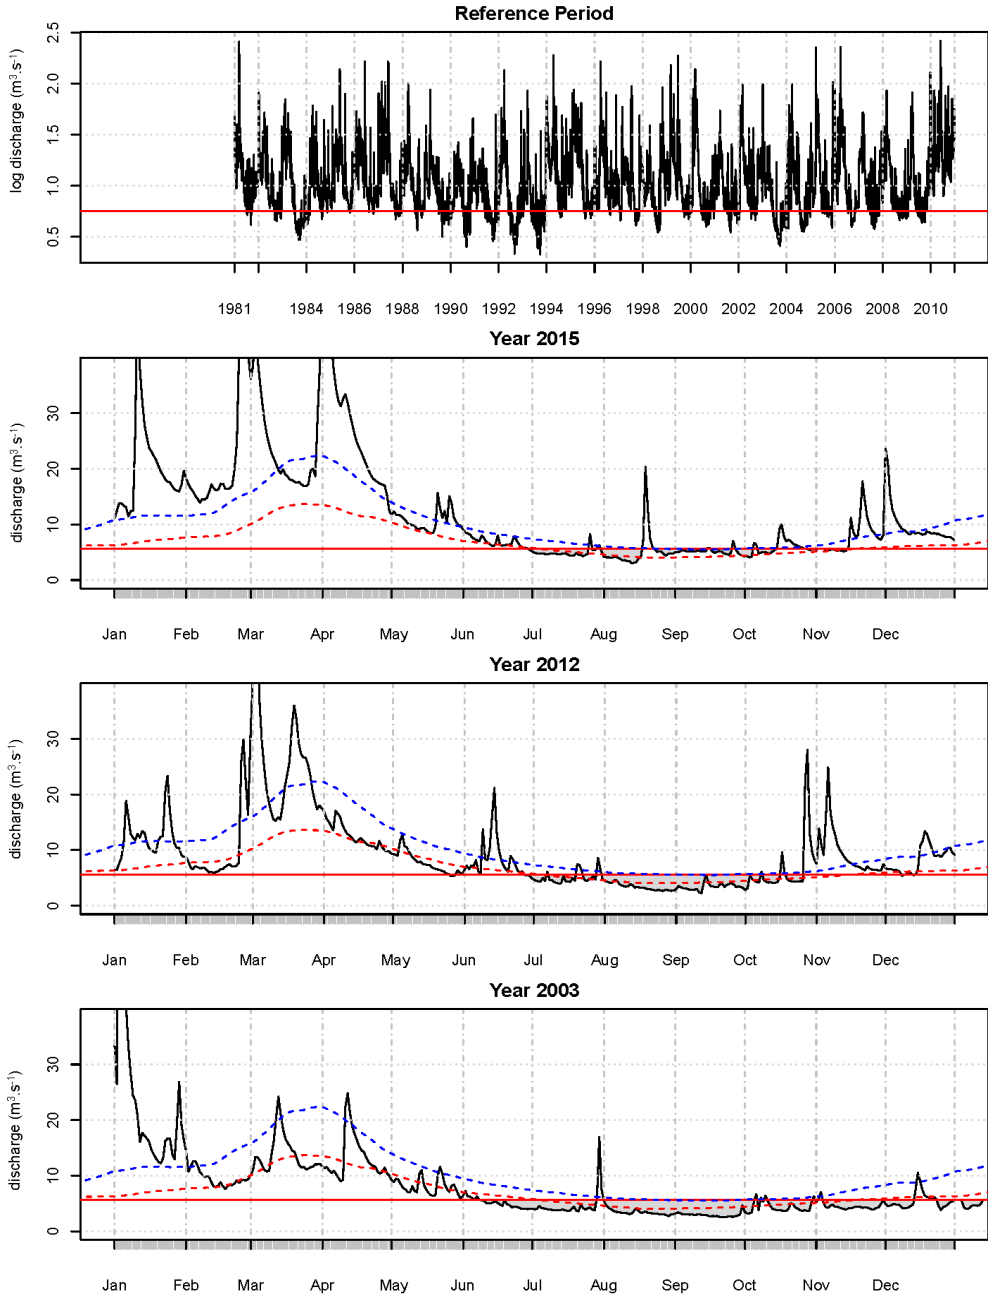 Reference Period
log discharge (m³.s⁻¹)
2.5
2.0
1.5
1.0
0.5
1981 1984 1986 1988 1990 1992 1994 1996 1998 2000 2002 2004 2006 2008 2010
Year 2015
discharge (m³.s⁻¹)
30
20
10
0
Jan Feb Mar Apr May Jun Jul Aug Sep Oct Nov Dec
Year 2012
discharge (m³.s⁻¹)
30
20
10
0
Jan Feb Mar Apr May Jun Jul Aug Sep Oct Nov Dec
Year 2003
discharge (m³.s⁻¹)
30
20
10
0
Jan Feb Mar Apr May Jun Jul Aug Sep Oct Nov Dec